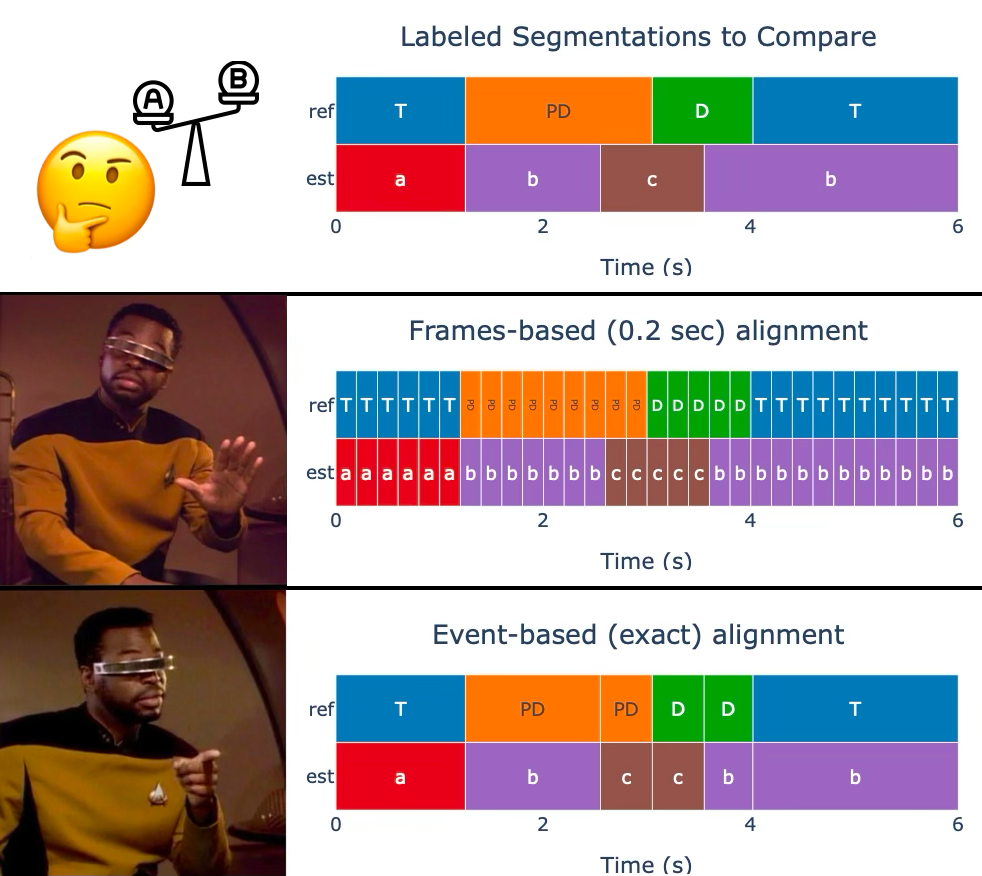 Labeled Segmentations to Compare
A B
ref T PD D T
est a b c b
0 2 4 6
Time (s)
Frames-based (0.2 sec) alignment
ref T T T T T T PD PD PD PD PD PD PD PD PD D D D D D T T T T T T T T T T
est a a a a a a b b b b b b b c c c c c b b b b b b b b b b b b
0 2 4 6
Time (s)
Event-based (exact) alignment
ref T PD PD D D T
est a b c c b b
0 2 4 6
Time (s)